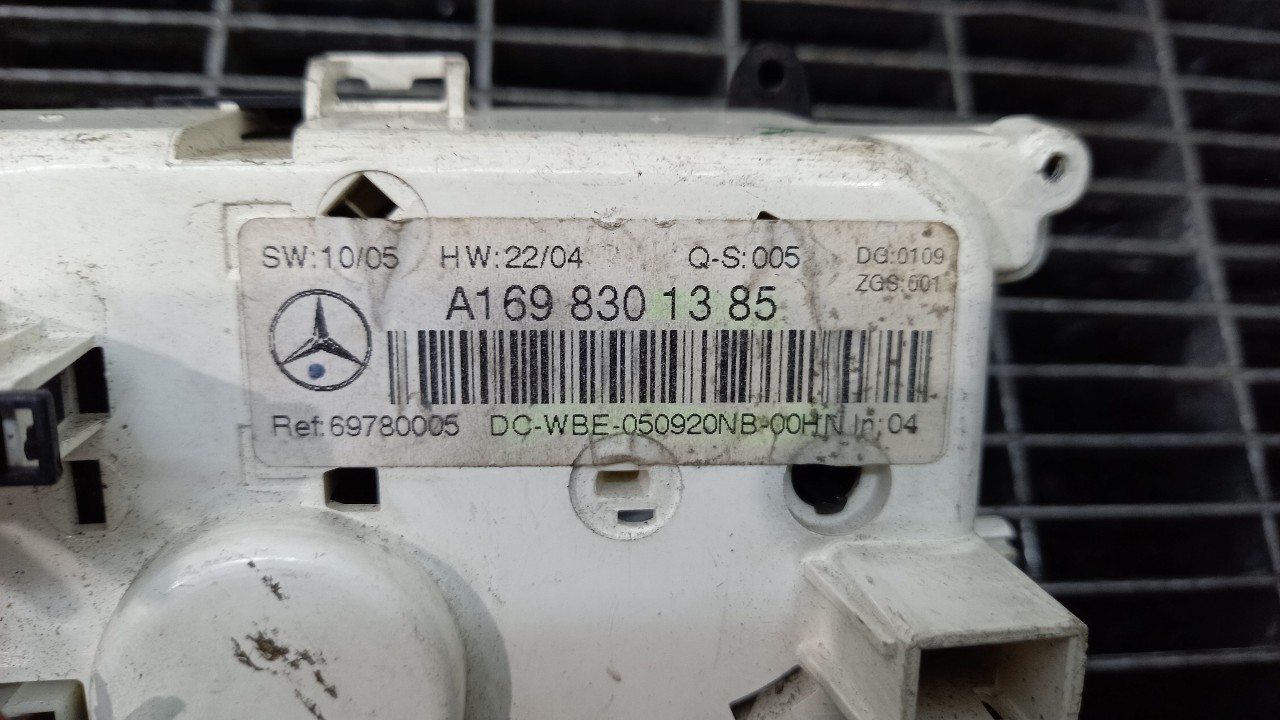 SW:10/05 HW:22/04 Q-S:005 DG:0109
ZGS:001
A169 830 13 85
Ref:69780005 DC-WBE-050920NB-00HN In:04